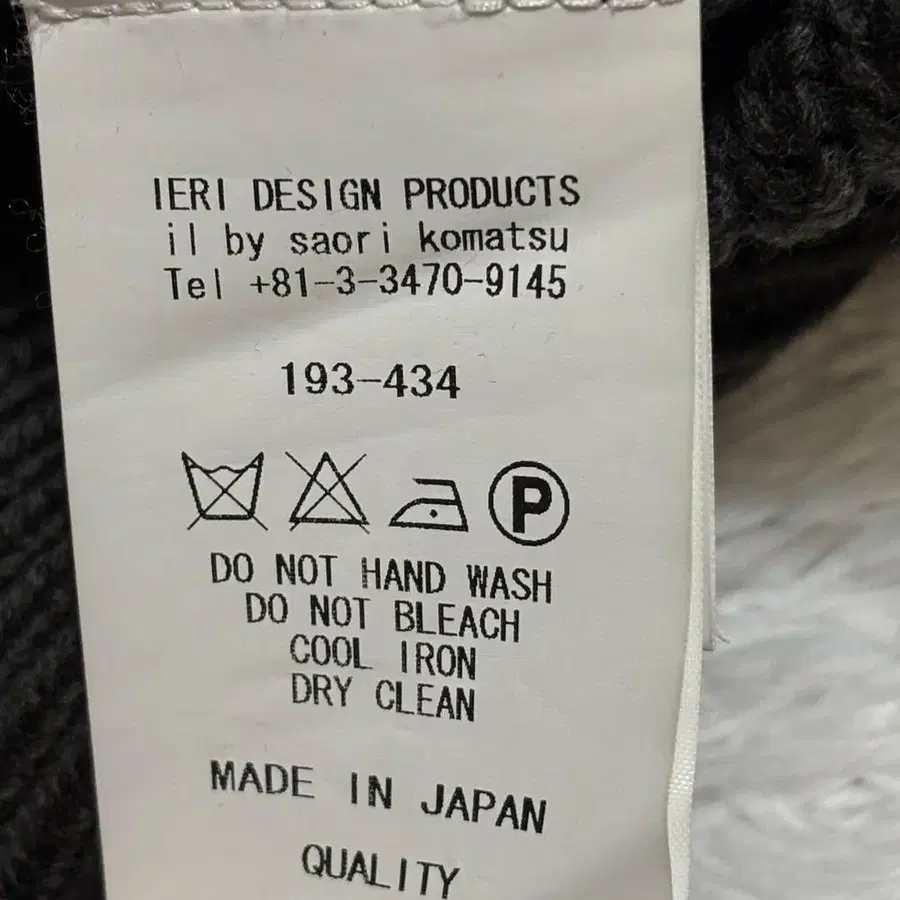 IERI DESIGN PRODUCTS
il by saori komatsu
Tel +81-3-3470-9145
193-434
P
DO NOT HAND WASH
DO NOT BLEACH
COOL IRON
DRY CLEAN
MADE IN JAPAN
QUALITY